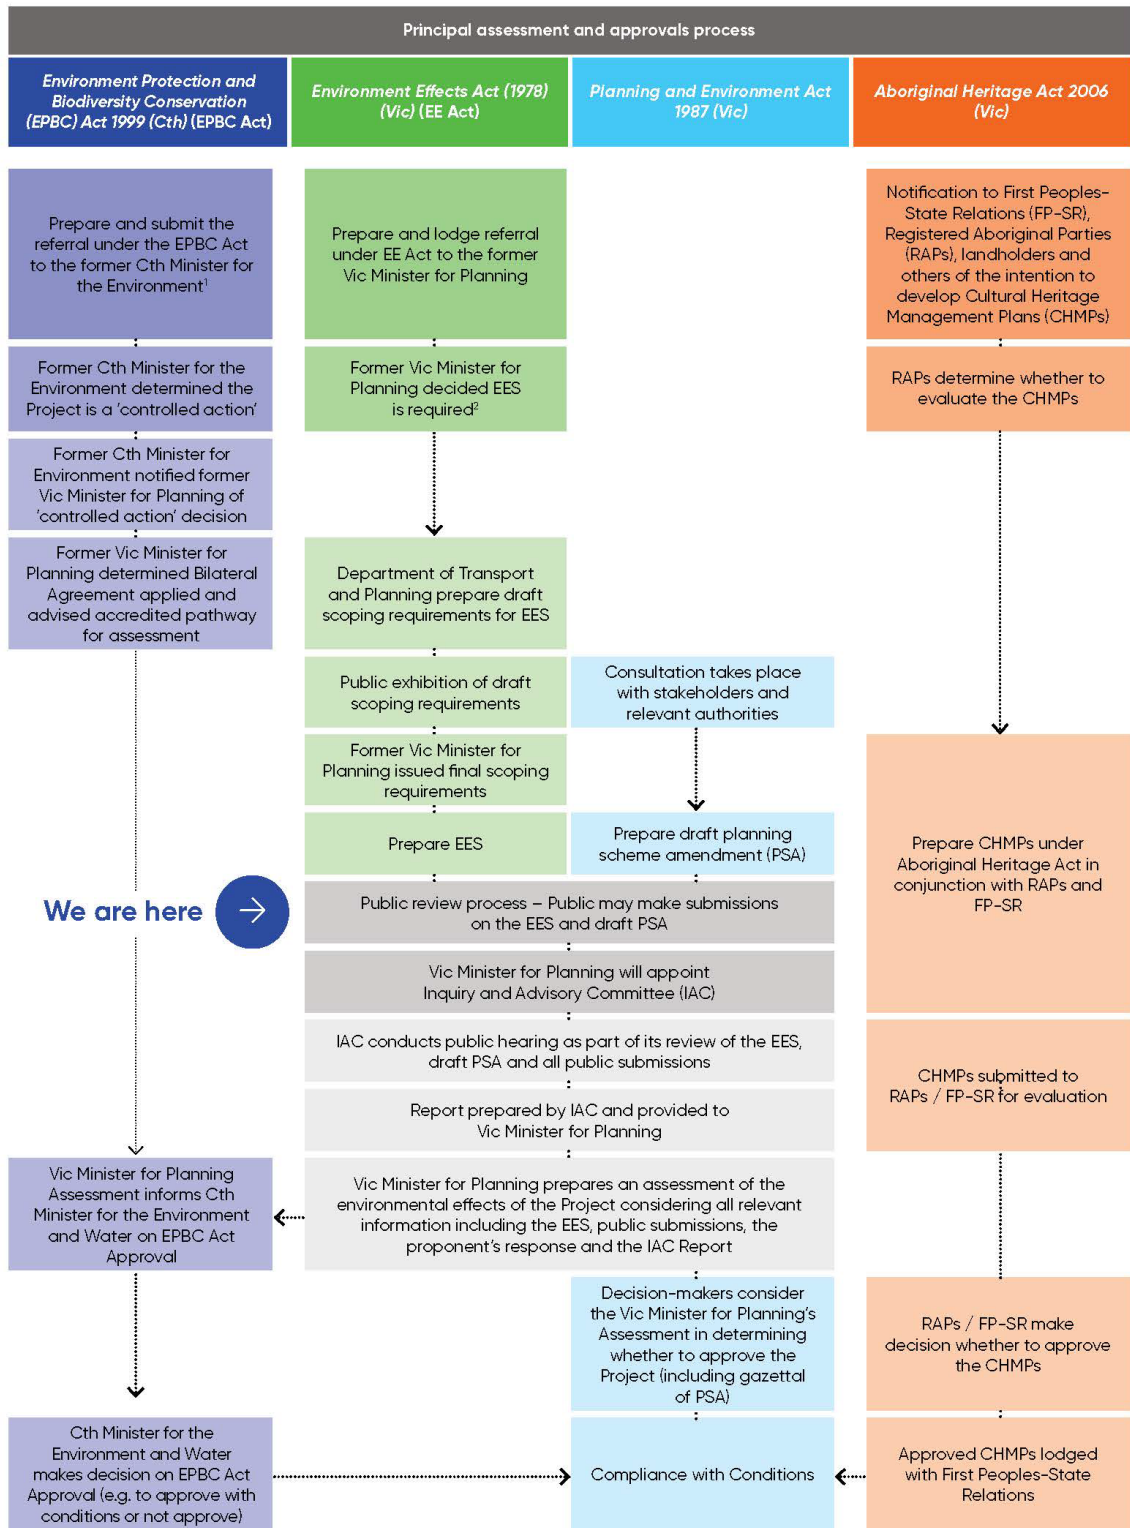 Principal assessment and approvals process
Environment Protection and
Biodiversity Conservation
(EPBC) Act 1999 (Cth) (EPBC Act)
Environment Effects Act (1978)
(Vic) (EE Act)
Planning and Environment Act
1987 (Vic)
Aboriginal Heritage Act 2006
(Vic)
Prepare and submit the
referral under the EPBC Act
to the former Cth Minister for
the Environment¹
Former Cth Minister for the
Environment determined the
Project is a ‘controlled action’
Former Cth Minister for
Environment notified former
Vic Minister for Planning of
‘controlled action’ decision
Former Vic Minister for
Planning determined Bilateral
Agreement applied and
advised accredited pathway
for assessment
Prepare and lodge referral
under EE Act to the former
Vic Minister for Planning
Former Vic Minister for
Planning decided EES
is required²
Department of Transport
and Planning prepare draft
scoping requirements for EES
Public exhibition of draft
scoping requirements
Former Vic Minister for
Planning issued final scoping
requirements
Prepare EES
Consultation takes place
with stakeholders and
relevant authorities
Prepare draft planning
scheme amendment (PSA)
Notification to First Peoples-
State Relations (FP-SR),
Registered Aboriginal Parties
(RAPs), landholders and
others of the intention to
develop Cultural Heritage
Management Plans (CHMPs)
RAPs determine whether to
evaluate the CHMPs
Prepare CHMPs under
Aboriginal Heritage Act in
conjunction with RAPs and
FP-SR
We are here
Public review process – Public may make submissions
on the EES and draft PSA
Vic Minister for Planning will appoint
Inquiry and Advisory Committee (IAC)
IAC conducts public hearing as part of its review of the EES,
draft PSA and all public submissions
Report prepared by IAC and provided to
Vic Minister for Planning
CHMPs submitted to
RAPs / FP-SR for evaluation
Vic Minister for Planning
Assessment informs Cth
Minister for the Environment
and Water on EPBC Act
Approval
Vic Minister for Planning prepares an assessment of the
environmental effects of the Project considering all relevant
information including the EES, public submissions, the
proponent’s response and the IAC Report
Decision-makers consider
the Vic Minister for Planning’s
Assessment in determining
whether to approve the
Project (including gazettal
of PSA)
RAPs / FP-SR make
decision whether to approve
the CHMPs
Cth Minister for the
Environment and Water
makes decision on EPBC Act
Approval (e.g. to approve with
conditions or not approve)
Compliance with Conditions
Approved CHMPs lodged
with First Peoples-State
Relations